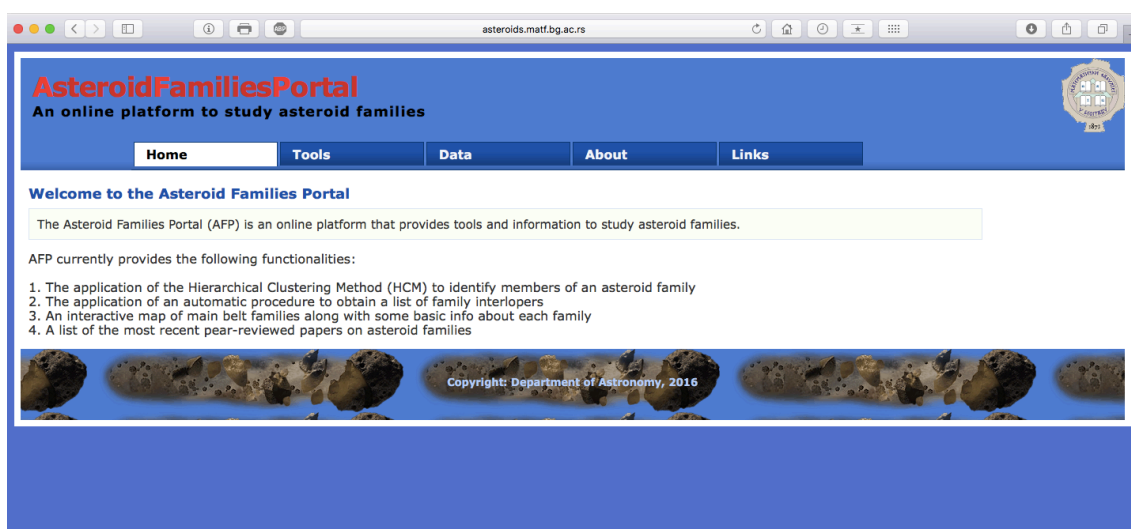 ABP
asteroids.matf.bg.ac.rs
AsteroidFamiliesPortal
An online platform to study asteroid families
1873
Home Tools Data About Links
Welcome to the Asteroid Families Portal
The Asteroid Families Portal (AFP) is an online platform that provides tools and information to study asteroid families.
AFP currently provides the following functionalities:
1. The application of the Hierarchical Clustering Method (HCM) to identify members of an asteroid family
2. The application of an automatic procedure to obtain a list of family interlopers
3. An interactive map of main belt families along with some basic info about each family
4. A list of the most recent pear-reviewed papers on asteroid families
Copyright: Department of Astronomy, 2016